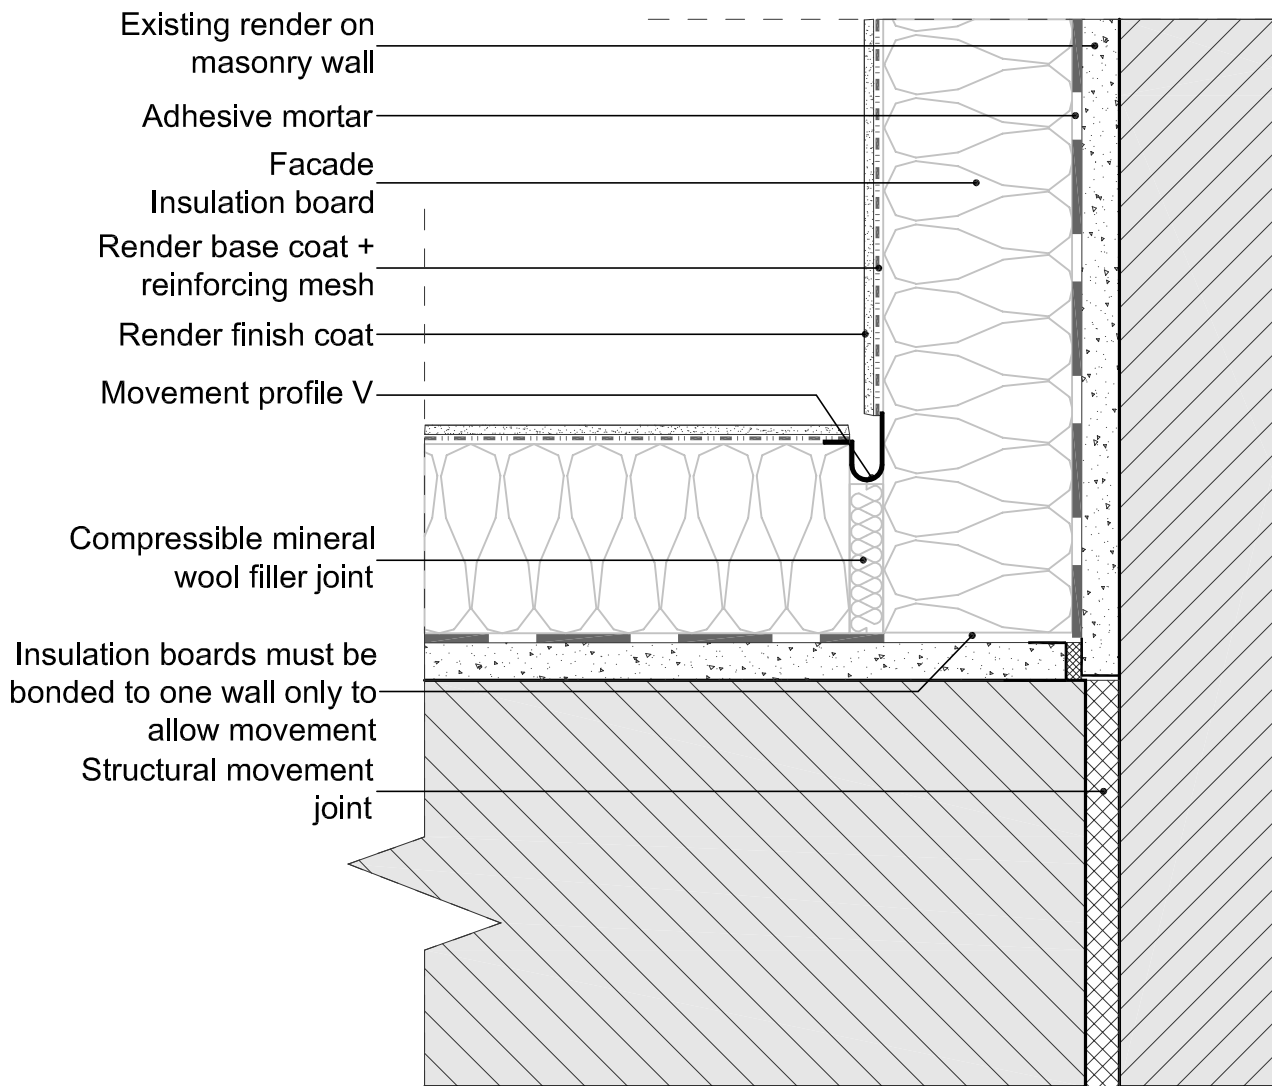 Existing render on
masonry wall
Adhesive mortar
Facade
Insulation board
Render base coat +
reinforcing mesh
Render finish coat
Movement profile V
Compressible mineral
wool filler joint
Insulation boards must be
bonded to one wall only to
allow movement
Structural movement
joint